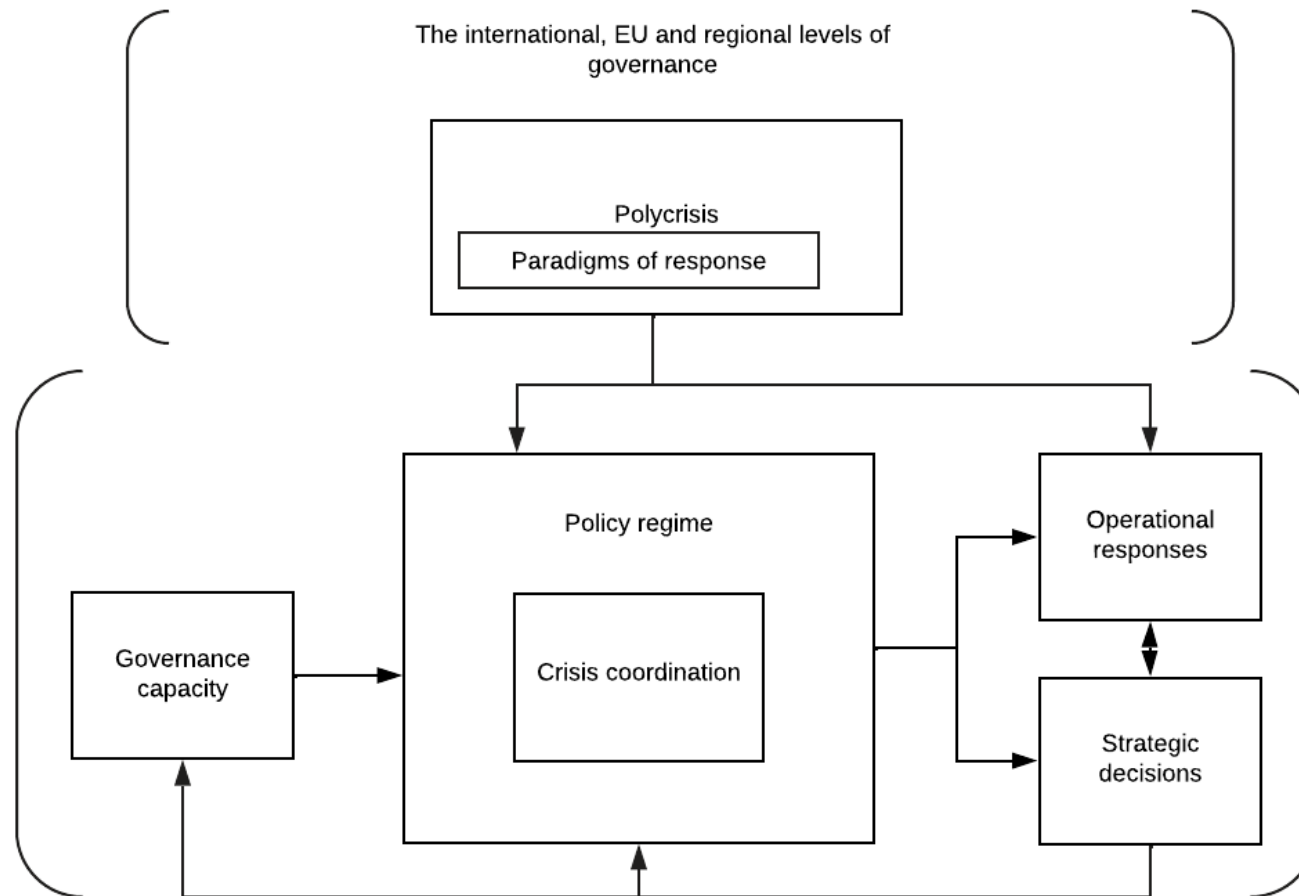 The international, EU and regional levels of
governance
Polycrisis
Paradigms of response
Policy regime
Operational
responses
Governance
capacity
Crisis coordination
Strategic
decisions